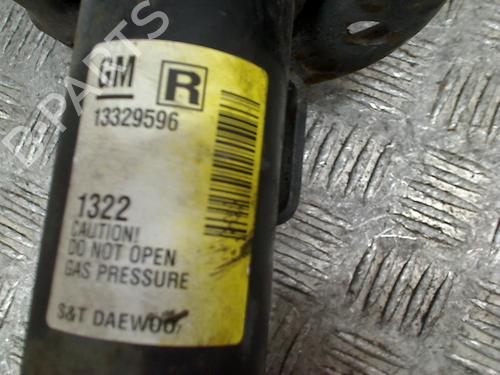 B-PARTS
GM R
13329596
1322
CAUTION!
DO NOT OPEN
GAS PRESSURE
S&T DAEWOO